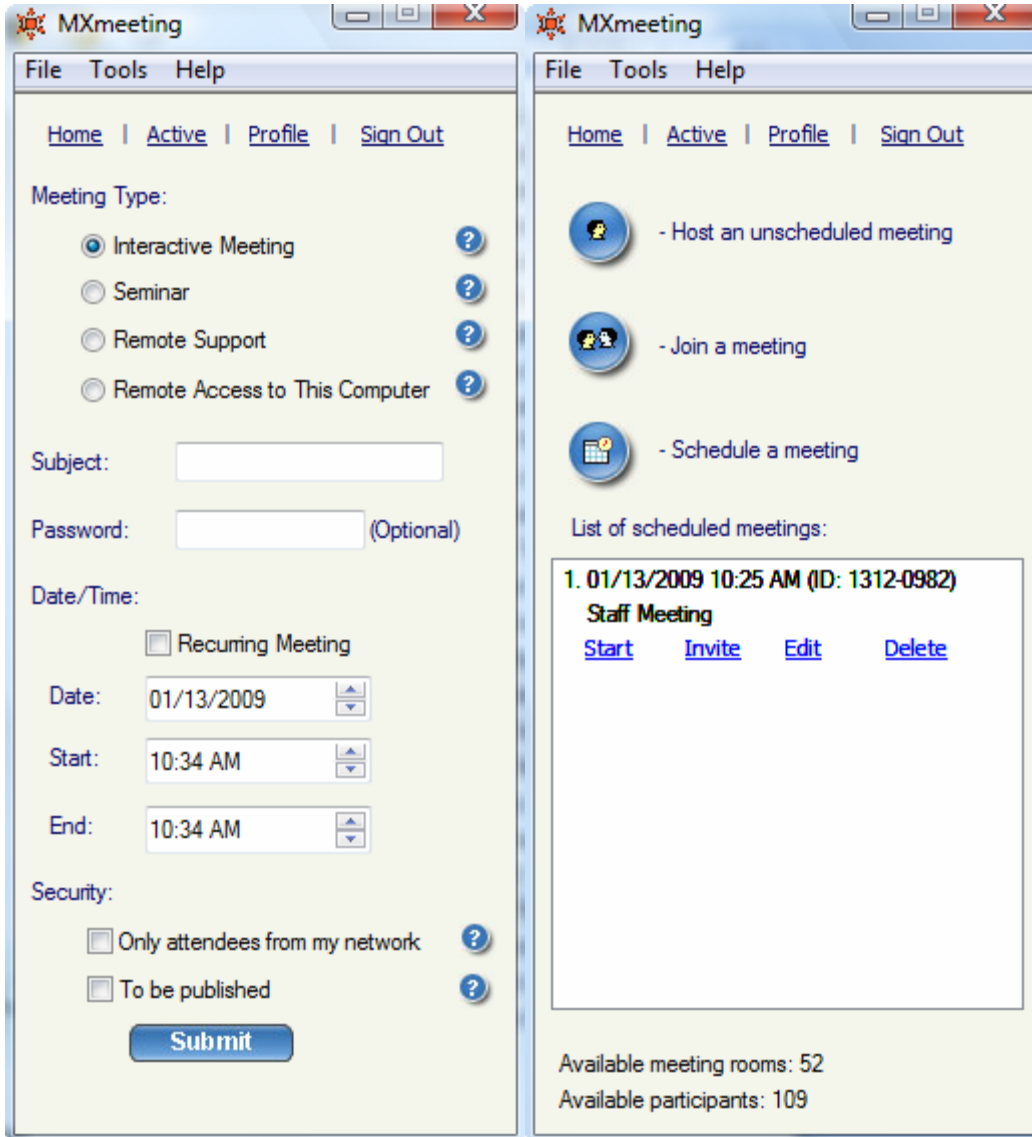 MXmeeting
File Tools Help
Home | Active | Profile | Sign Out
Meeting Type:
Interactive Meeting ?
Seminar ?
Remote Support ?
Remote Access to This Computer ?
Subject:
Password: (Optional)
Date/Time:
Recurring Meeting
Date: 01/13/2009
Start: 10:34 AM
End: 10:34 AM
Security:
Only attendees from my network ?
To be published ?
Submit
MXmeeting
File Tools Help
Home | Active | Profile | Sign Out
- Host an unscheduled meeting
- Join a meeting
- Schedule a meeting
List of scheduled meetings:
1. 01/13/2009 10:25 AM (ID: 1312-0982)
Staff Meeting
Start Invite Edit Delete
Available meeting rooms: 52
Available participants: 109